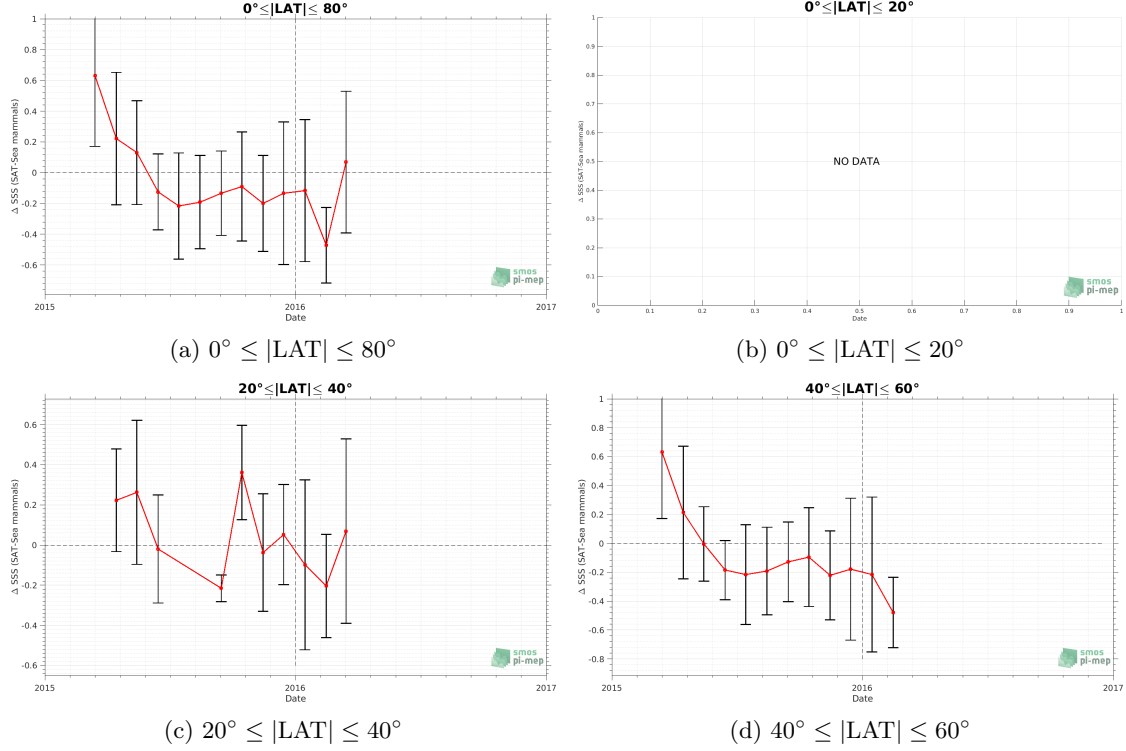 0°≤|LAT|≤ 80°
1
0.8
0.6
0.4
0.2
0
-0.2
-0.4
-0.6
Δ SSS (SAT-Sea mammals)
2015
2016
2017
Date
smos
pi-mep
(a) 0° ≤ |LAT| ≤ 80°
0°≤|LAT|≤ 20°
1
0.9
0.8
0.7
0.6
0.5
0.4
0.3
0.2
0.1
0
Δ SSS (SAT-Sea mammals)
NO DATA
0
0.1
0.2
0.3
0.4
0.5
0.6
0.7
0.8
0.9
1
Date
smos
pi-mep
(b) 0° ≤ |LAT| ≤ 20°
20°≤|LAT|≤ 40°
0.6
0.4
0.2
0
-0.2
-0.4
-0.6
Δ SSS (SAT-Sea mammals)
2015
2016
2017
Date
smos
pi-mep
(c) 20° ≤ |LAT| ≤ 40°
40°≤|LAT|≤ 60°
1
0.8
0.6
0.4
0.2
0
-0.2
-0.4
-0.6
-0.8
Δ SSS (SAT-Sea mammals)
2015
2016
2017
Date
smos
pi-mep
(d) 40° ≤ |LAT| ≤ 60°